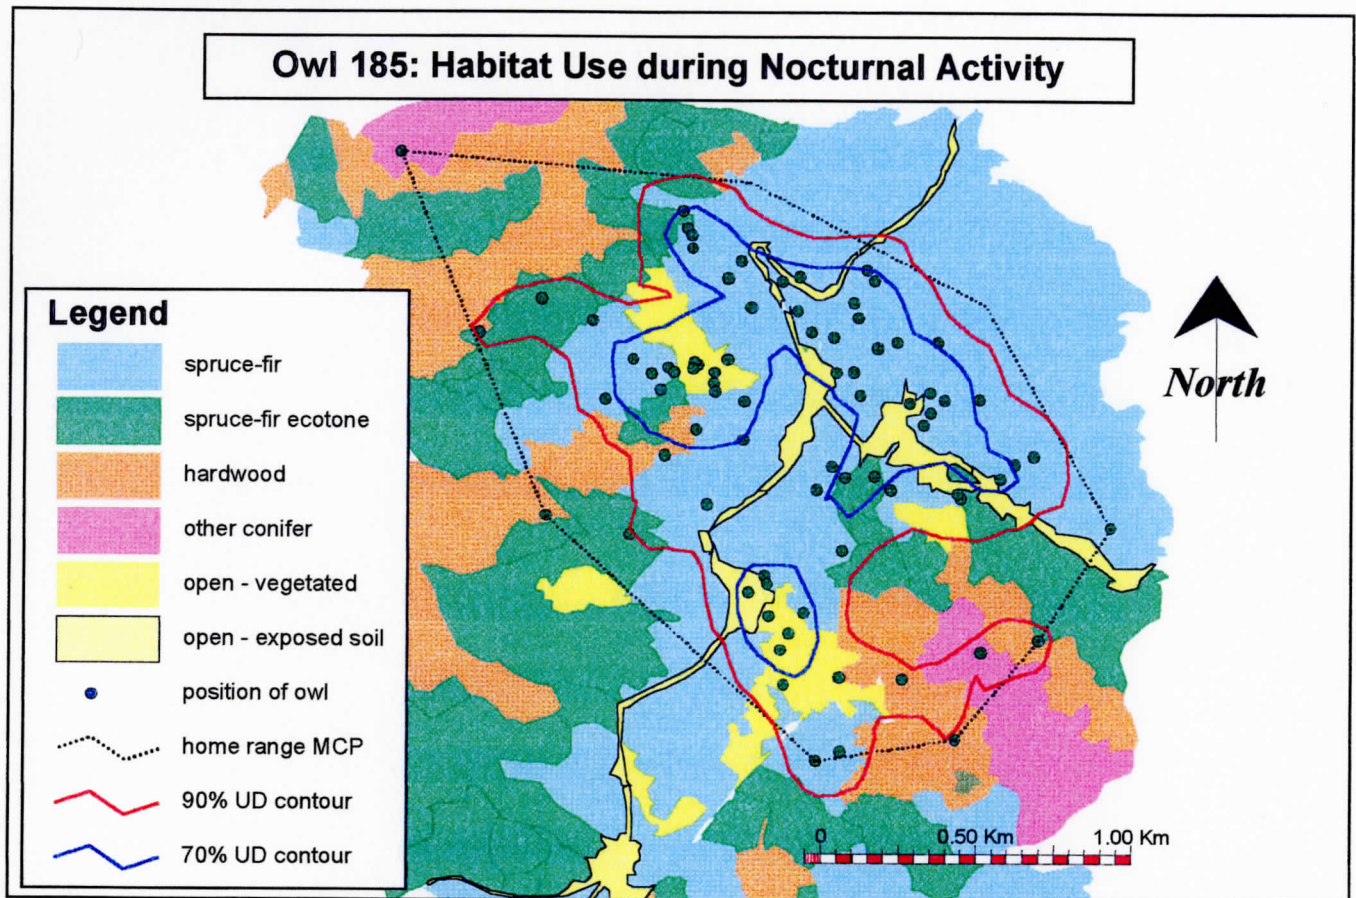 Owl 185: Habitat Use during Nocturnal Activity
Legend
spruce-fir
spruce-fir ecotone
hardwood
other conifer
open - vegetated
open - exposed soil
position of owl
home range MCP
90% UD contour
70% UD contour
North
0 0.50 Km 1.00 Km